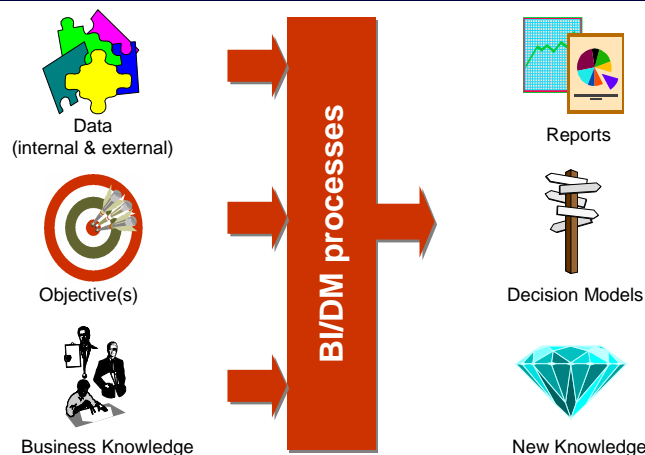 Data
(internal & external)
Objective(s)
Business Knowledge
BI/DM processes
Reports
Decision Models
New Knowledge